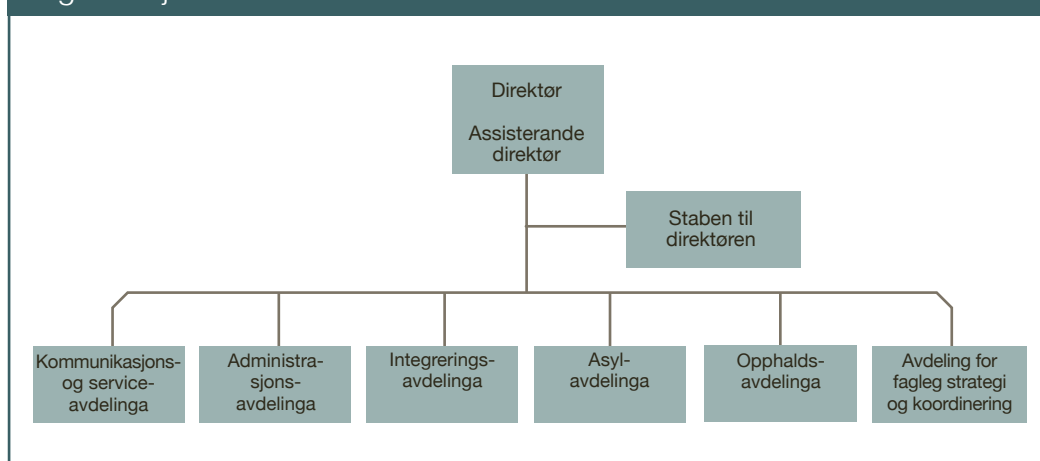 Direktør
Assisterande
direktør
Staben til
direktøren
Kommunikasjons-
og service-
avdelinga
Administra-
sjons-
avdelinga
Integrerings-
avdelinga
Asyl-
avdelinga
Opphalds-
avdelinga
Avdeling for
fagleg strategi
og koordinering